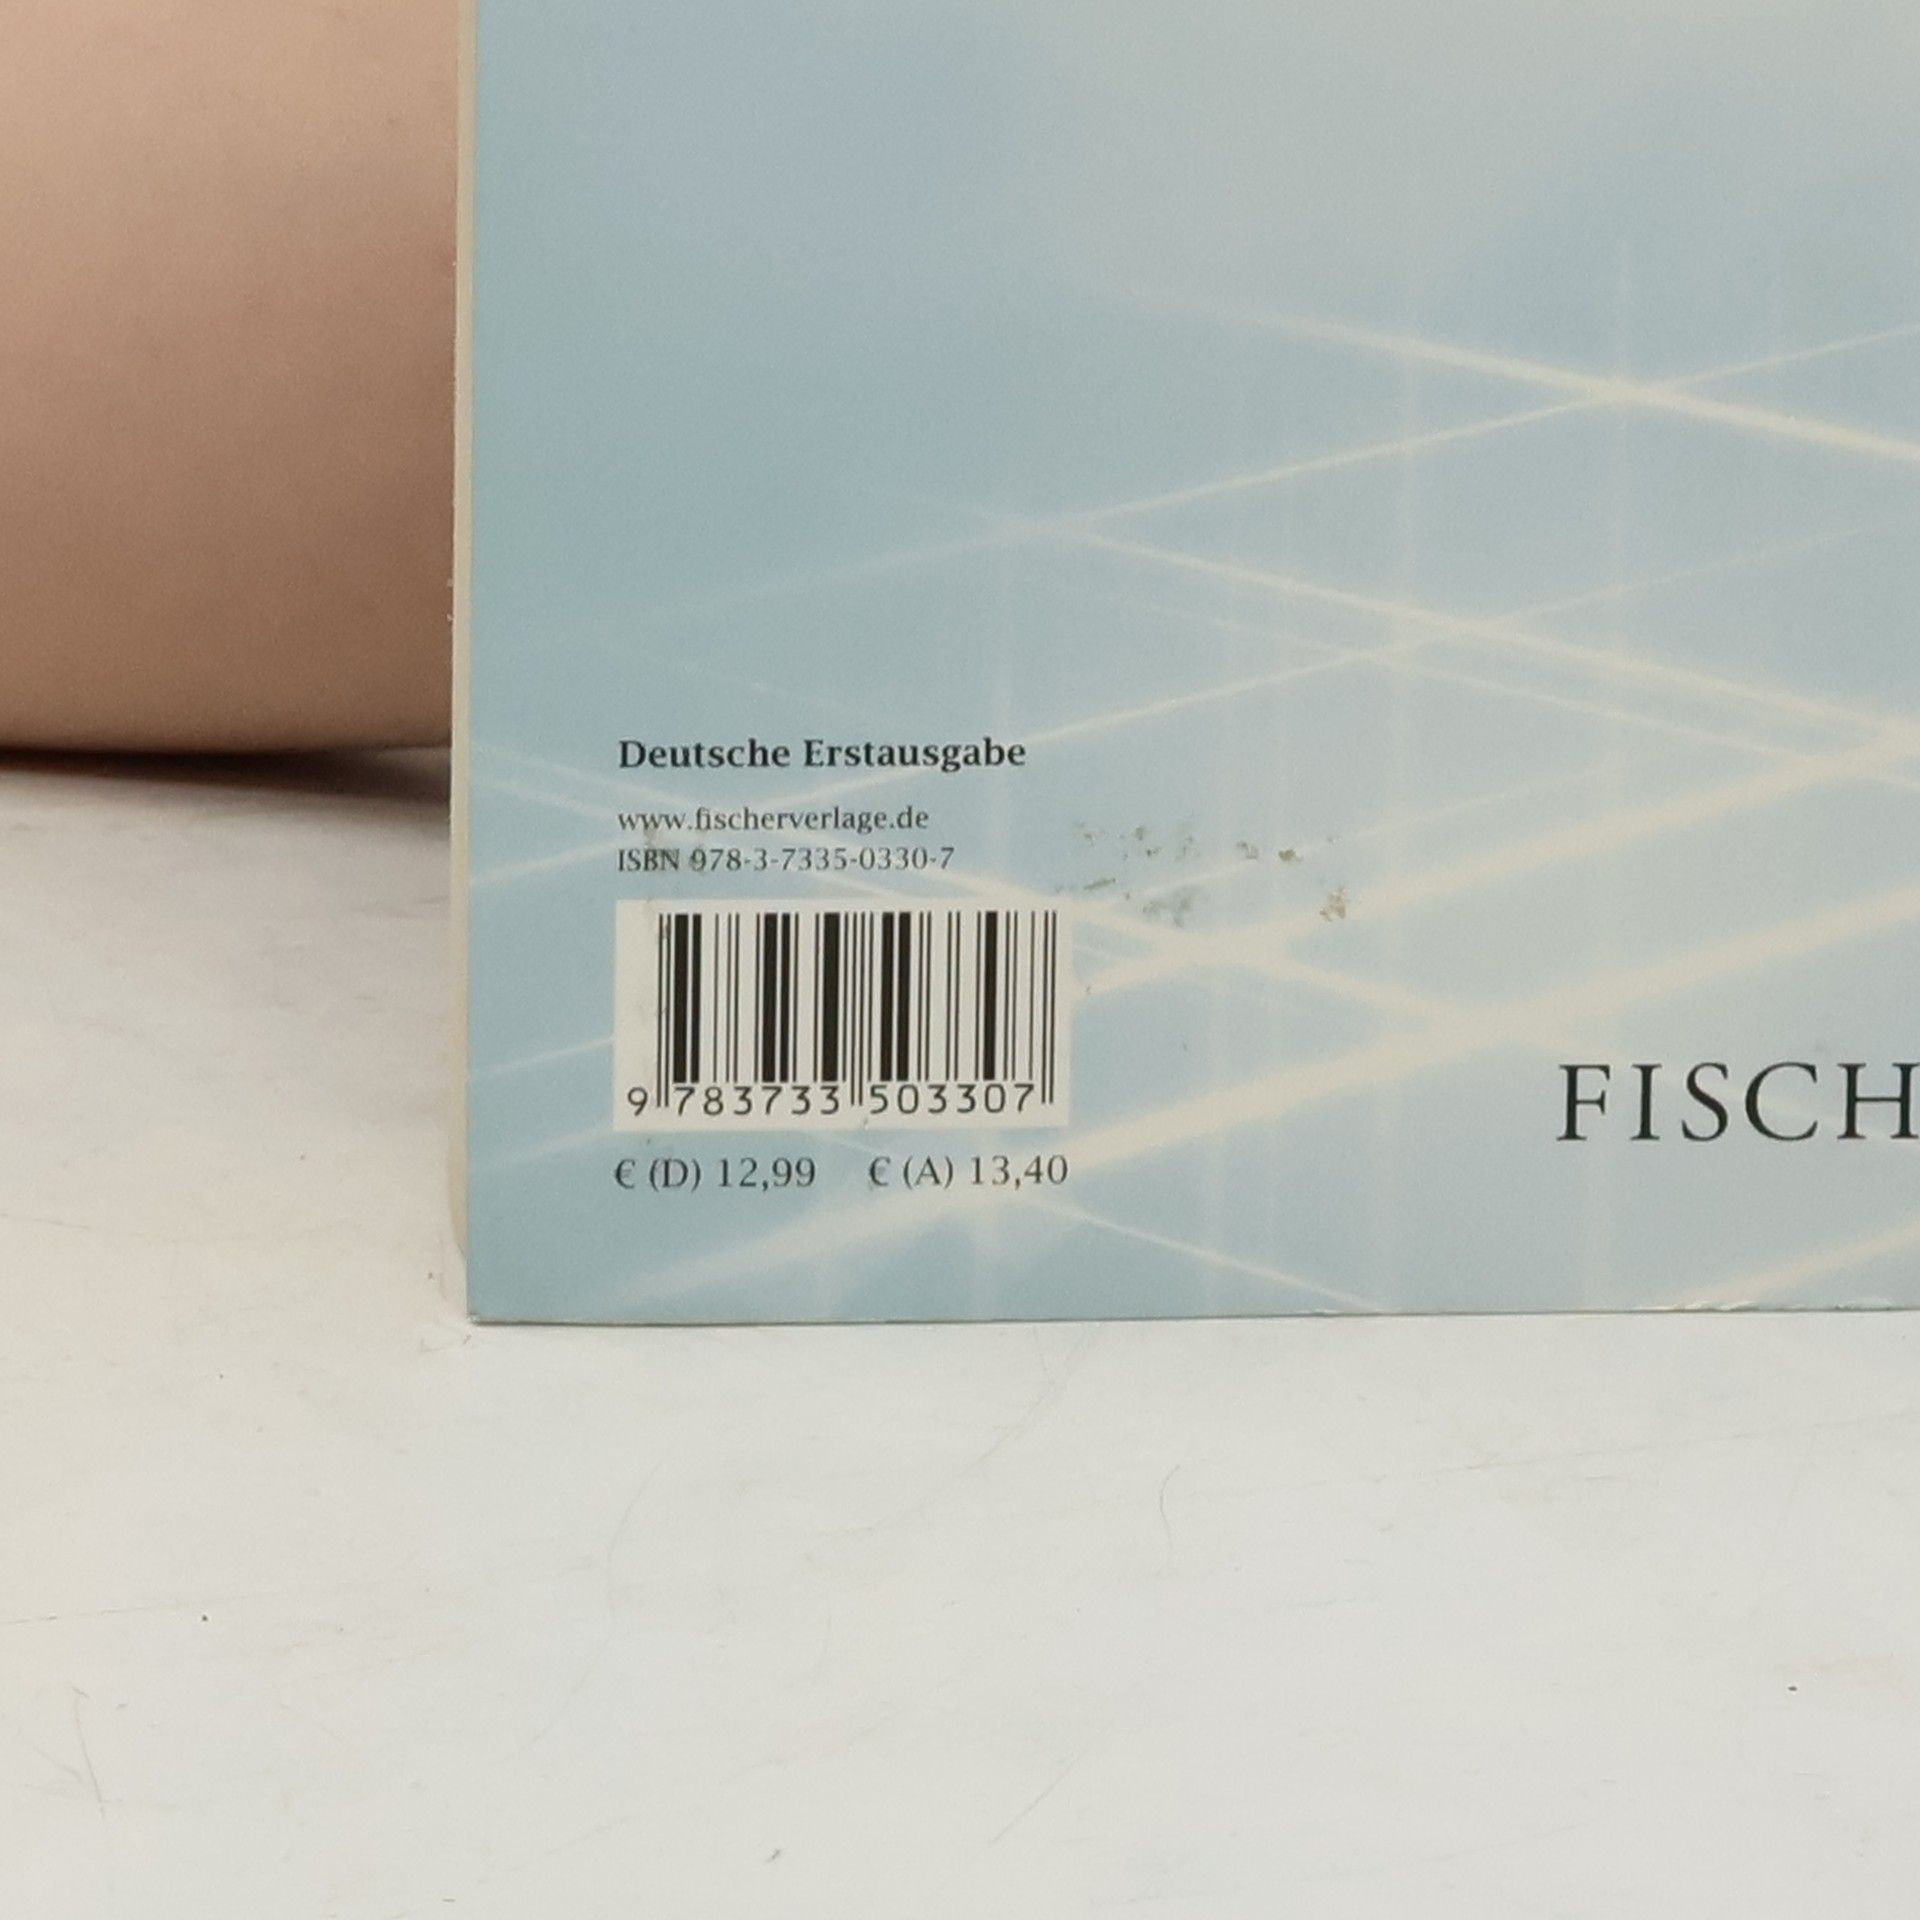 Deutsche Erstausgabe
www.fischerverlage.de
ISBN 978-3-7335-0330-7
9 783733 503307
€ (D) 12,99 € (A) 13,40
FISCH